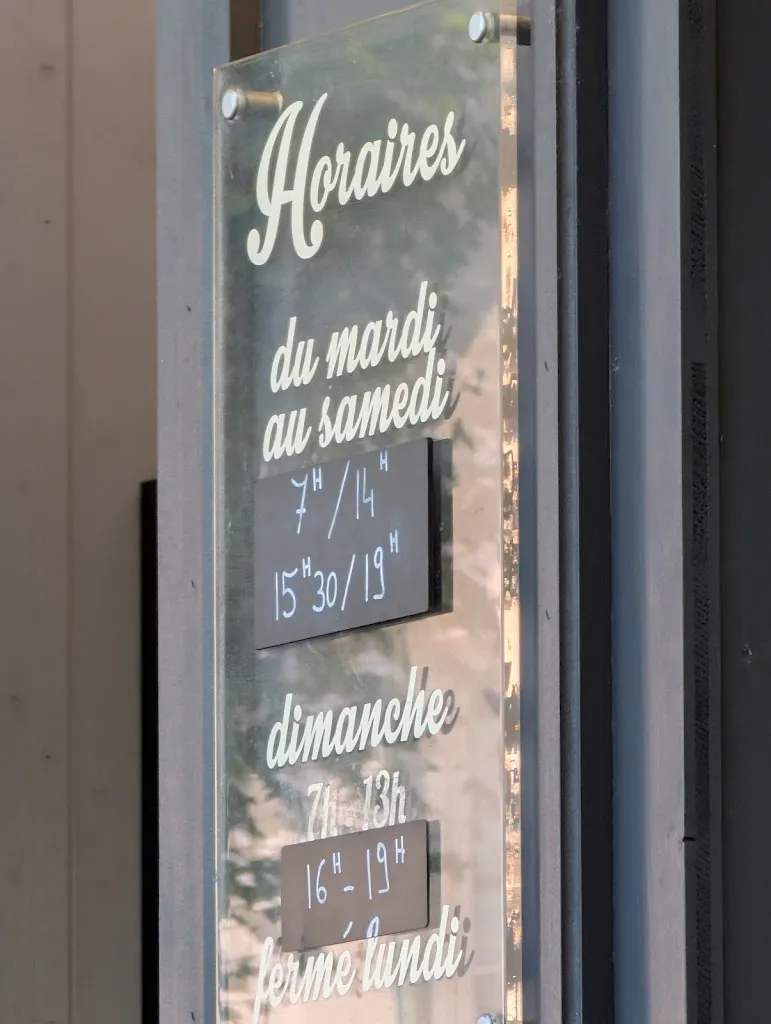 Horaires
du mardi
au samedi
7H/14H
15H30/19H
dimanche
7h 13h
16H-19H
fermé lundi